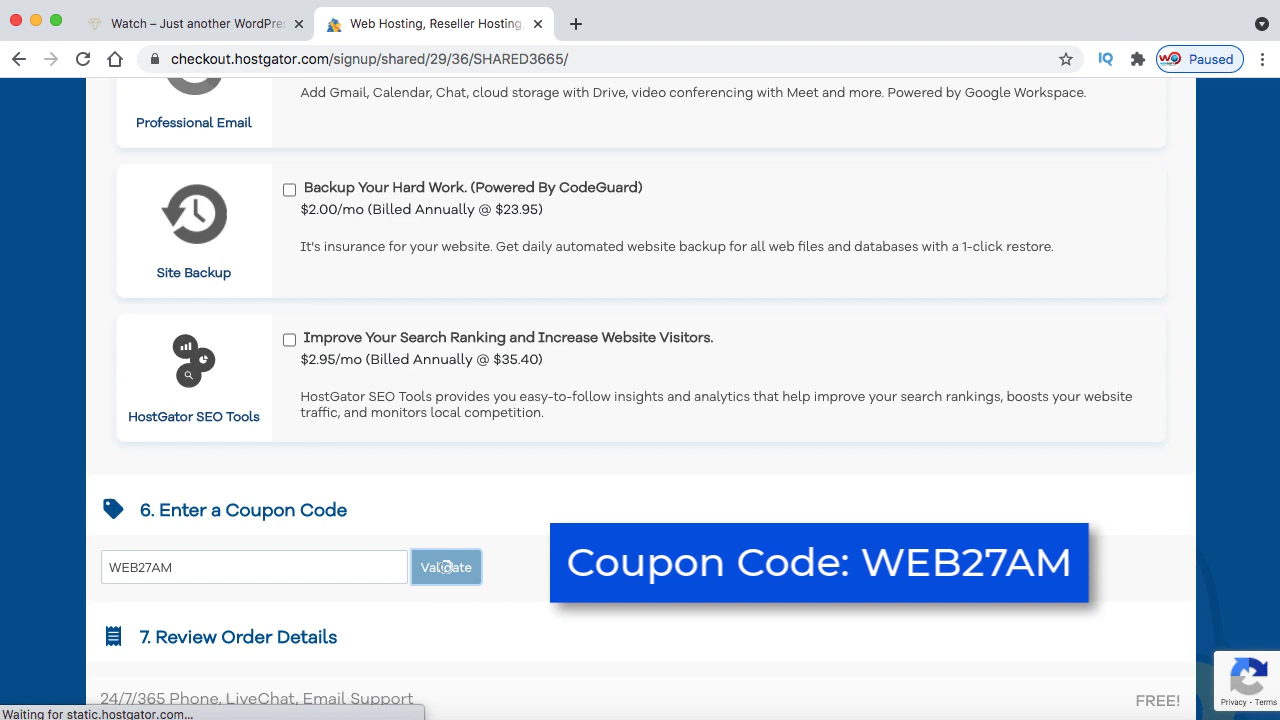 Watch – Just another WordPre
Web Hosting, Reseller Hosting,
checkout.hostgator.com/signup/shared/29/36/SHARED3665/
IQ
Paused
Add Gmail, Calendar, Chat, cloud storage with Drive, video conferencing with Meet and more. Powered by Google Workspace.
Professional Email
Backup Your Hard Work. (Powered By CodeGuard)
$2.00/mo (Billed Annually @ $23.95)
It's insurance for your website. Get daily automated website backup for all web files and databases with a 1-click restore.
Site Backup
Improve Your Search Ranking and Increase Website Visitors.
$2.95/mo (Billed Annually @ $35.40)
HostGator SEO Tools provides you easy-to-follow insights and analytics that help improve your search rankings, boosts your website
traffic, and monitors local competition.
HostGator SEO Tools
6. Enter a Coupon Code
WEB27AM
Validate
Coupon Code: WEB27AM
7. Review Order Details
24/7/365 Phone, LiveChat, Email Support
FREE!
Privacy - Terms
Waiting for static.hostgator.com...